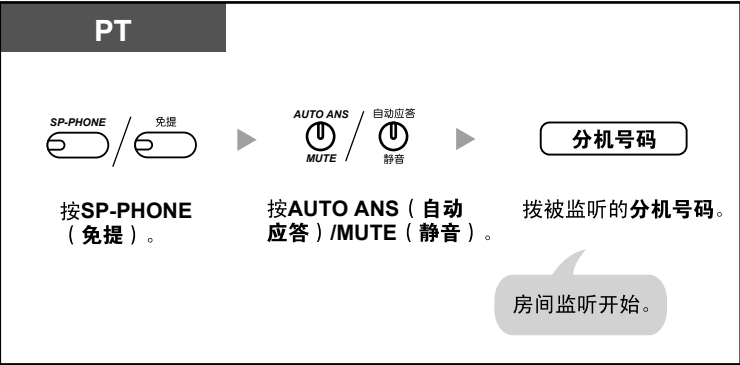 PT
SP-PHONE
免提
AUTO ANS
MUTE
自动应答
静音
分机号码
按SP-PHONE
（免提）。
按AUTO ANS（自动
应答）/MUTE（静音）。
拨被监听的分机号码。
房间监听开始。